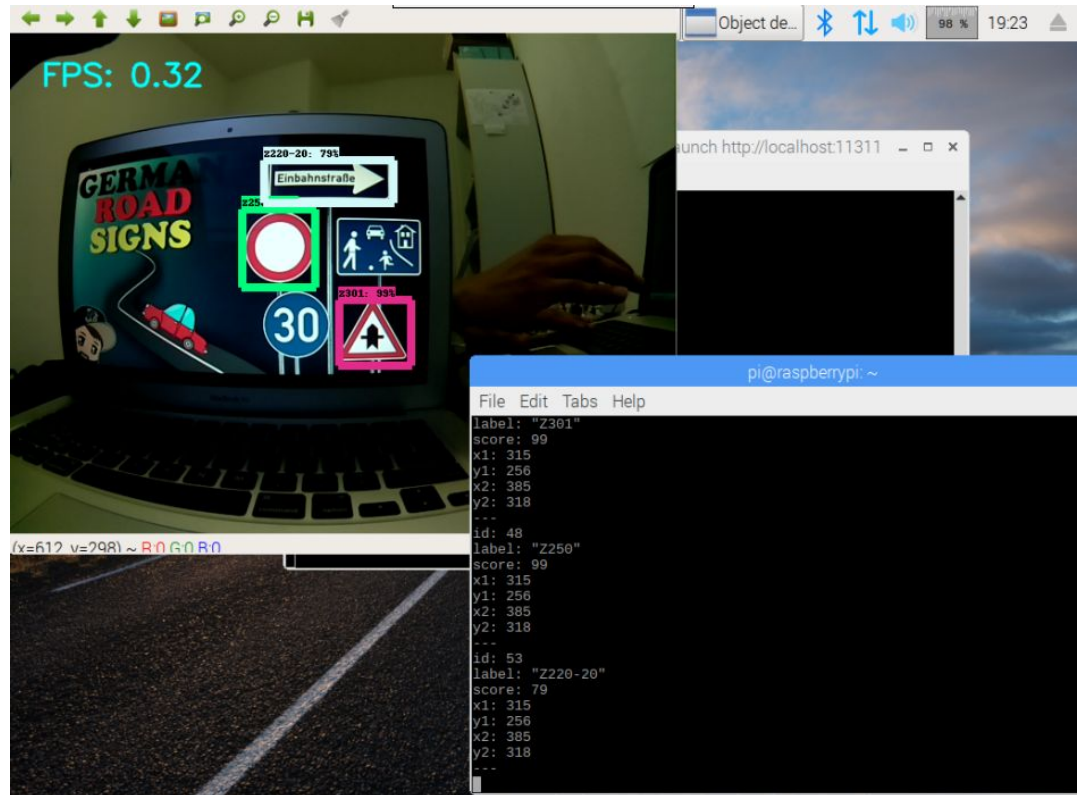 Object de...
98 %
19:23
FPS: 0.32
aunch http://localhost:11311
z220-20: 79%
Einbahnstraße
GERMAN
ROAD
SIGNS
z25
30
z301: 99%
pi@raspberrypi: ~
File Edit Tabs Help
label: "Z301"
score: 99
x1: 315
y1: 256
x2: 385
y2: 318
---
id: 48
label: "Z250"
score: 99
x1: 315
y1: 256
x2: 385
y2: 318
---
id: 53
label: "Z220-20"
score: 79
x1: 315
y1: 256
x2: 385
y2: 318
---
(x=612, y=298) ~ R:0 G:0 B:0